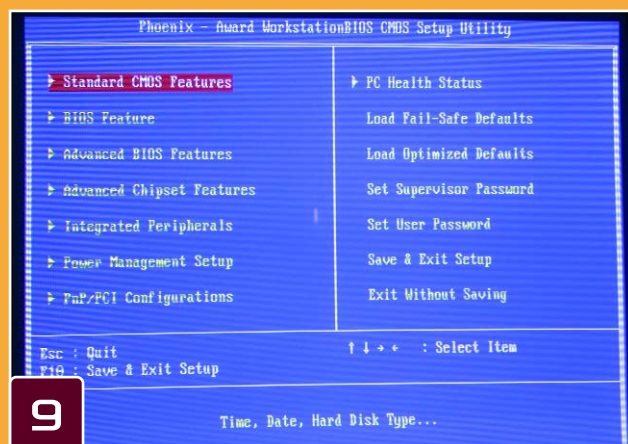 Phoenix - Award WorkstationBIOS CMOS Setup Utility
▶ Standard CMOS Features
▶ BIOS Feature
▶ Advanced BIOS Features
▶ Advanced Chipset Features
▶ Integrated Peripherals
▶ Power Management Setup
▶ PnP/PCI Configurations
▶ PC Health Status
Load Fail-Safe Defaults
Load Optimized Defaults
Set Supervisor Password
Set User Password
Save & Exit Setup
Exit Without Saving
Esc : Quit
F10 : Save & Exit Setup
↑ ↓ → ← : Select Item
Time, Date, Hard Disk Type...
9